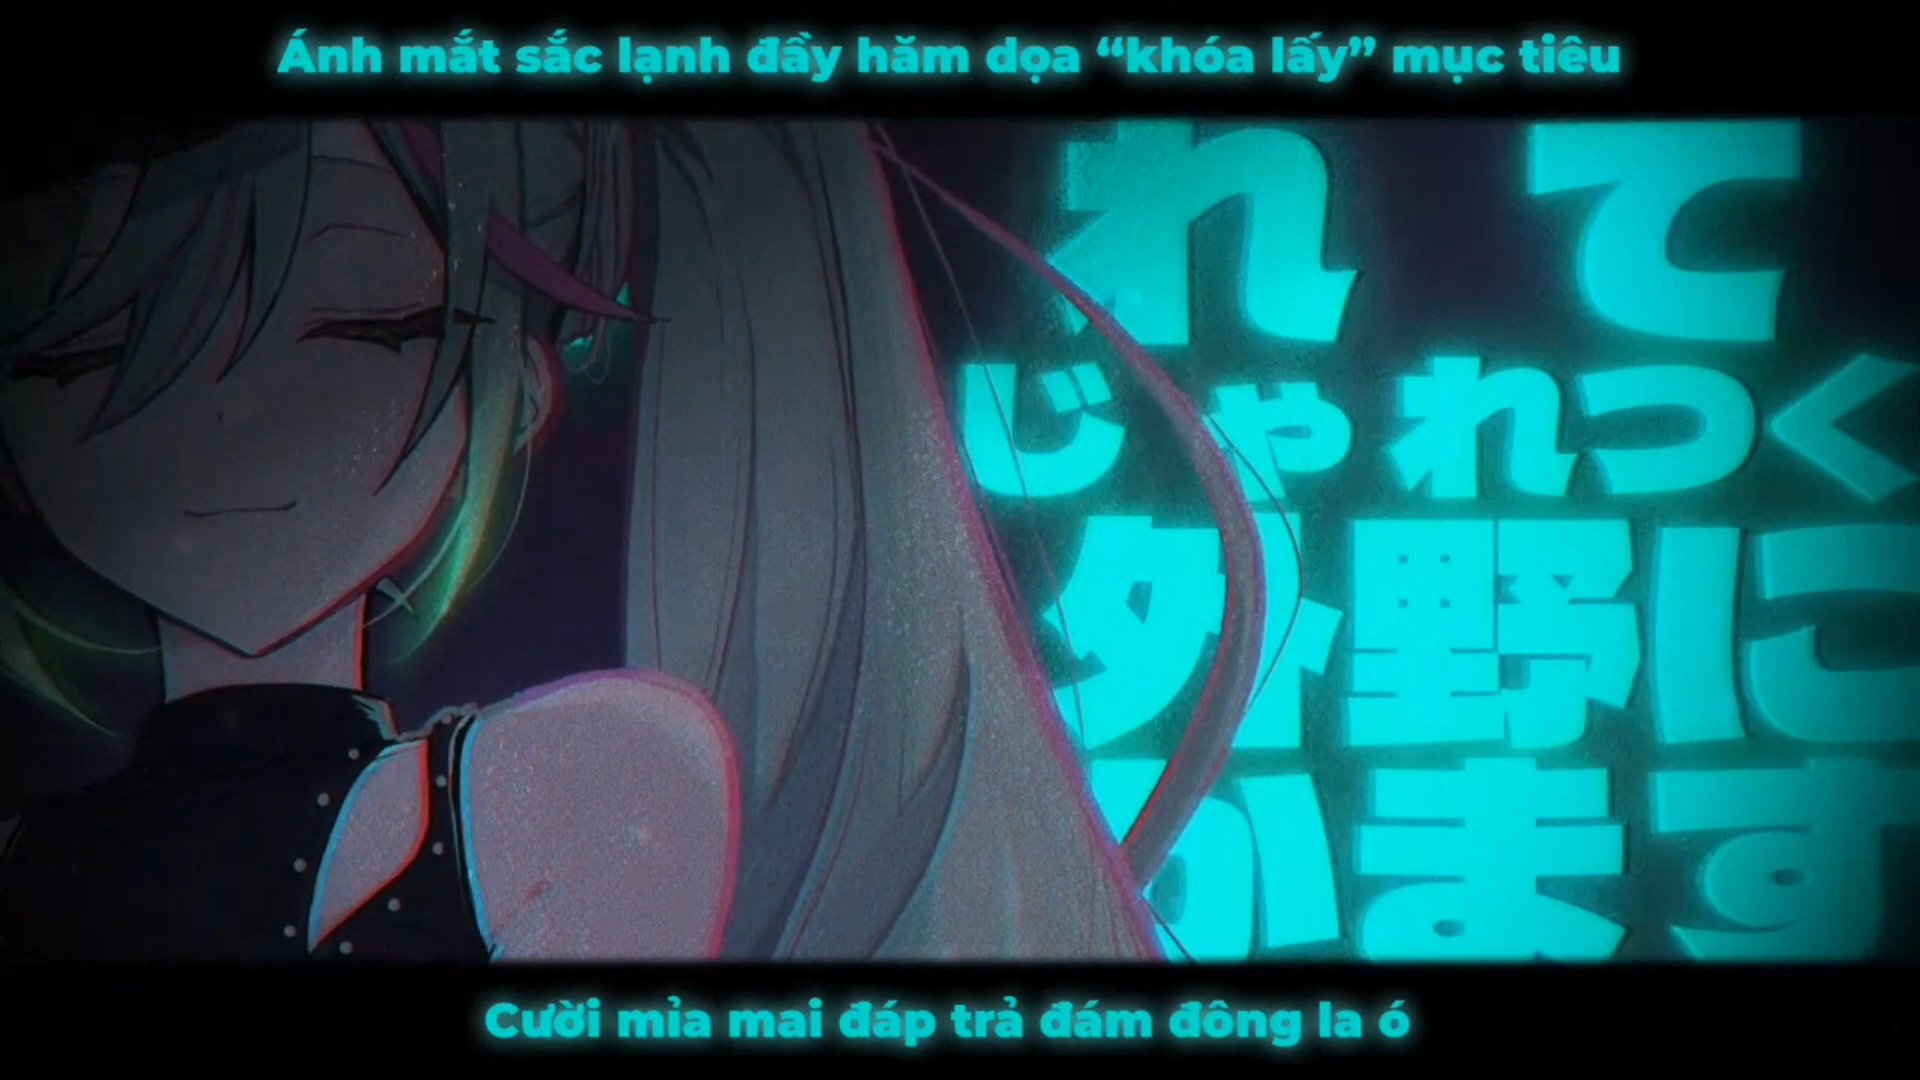 Ánh mắt sắc lạnh đầy hăm dọa “khóa lấy” mục tiêu
れて
じゃれつく
外野に
かます
Cười mỉa mai đáp trả đám đông la ó